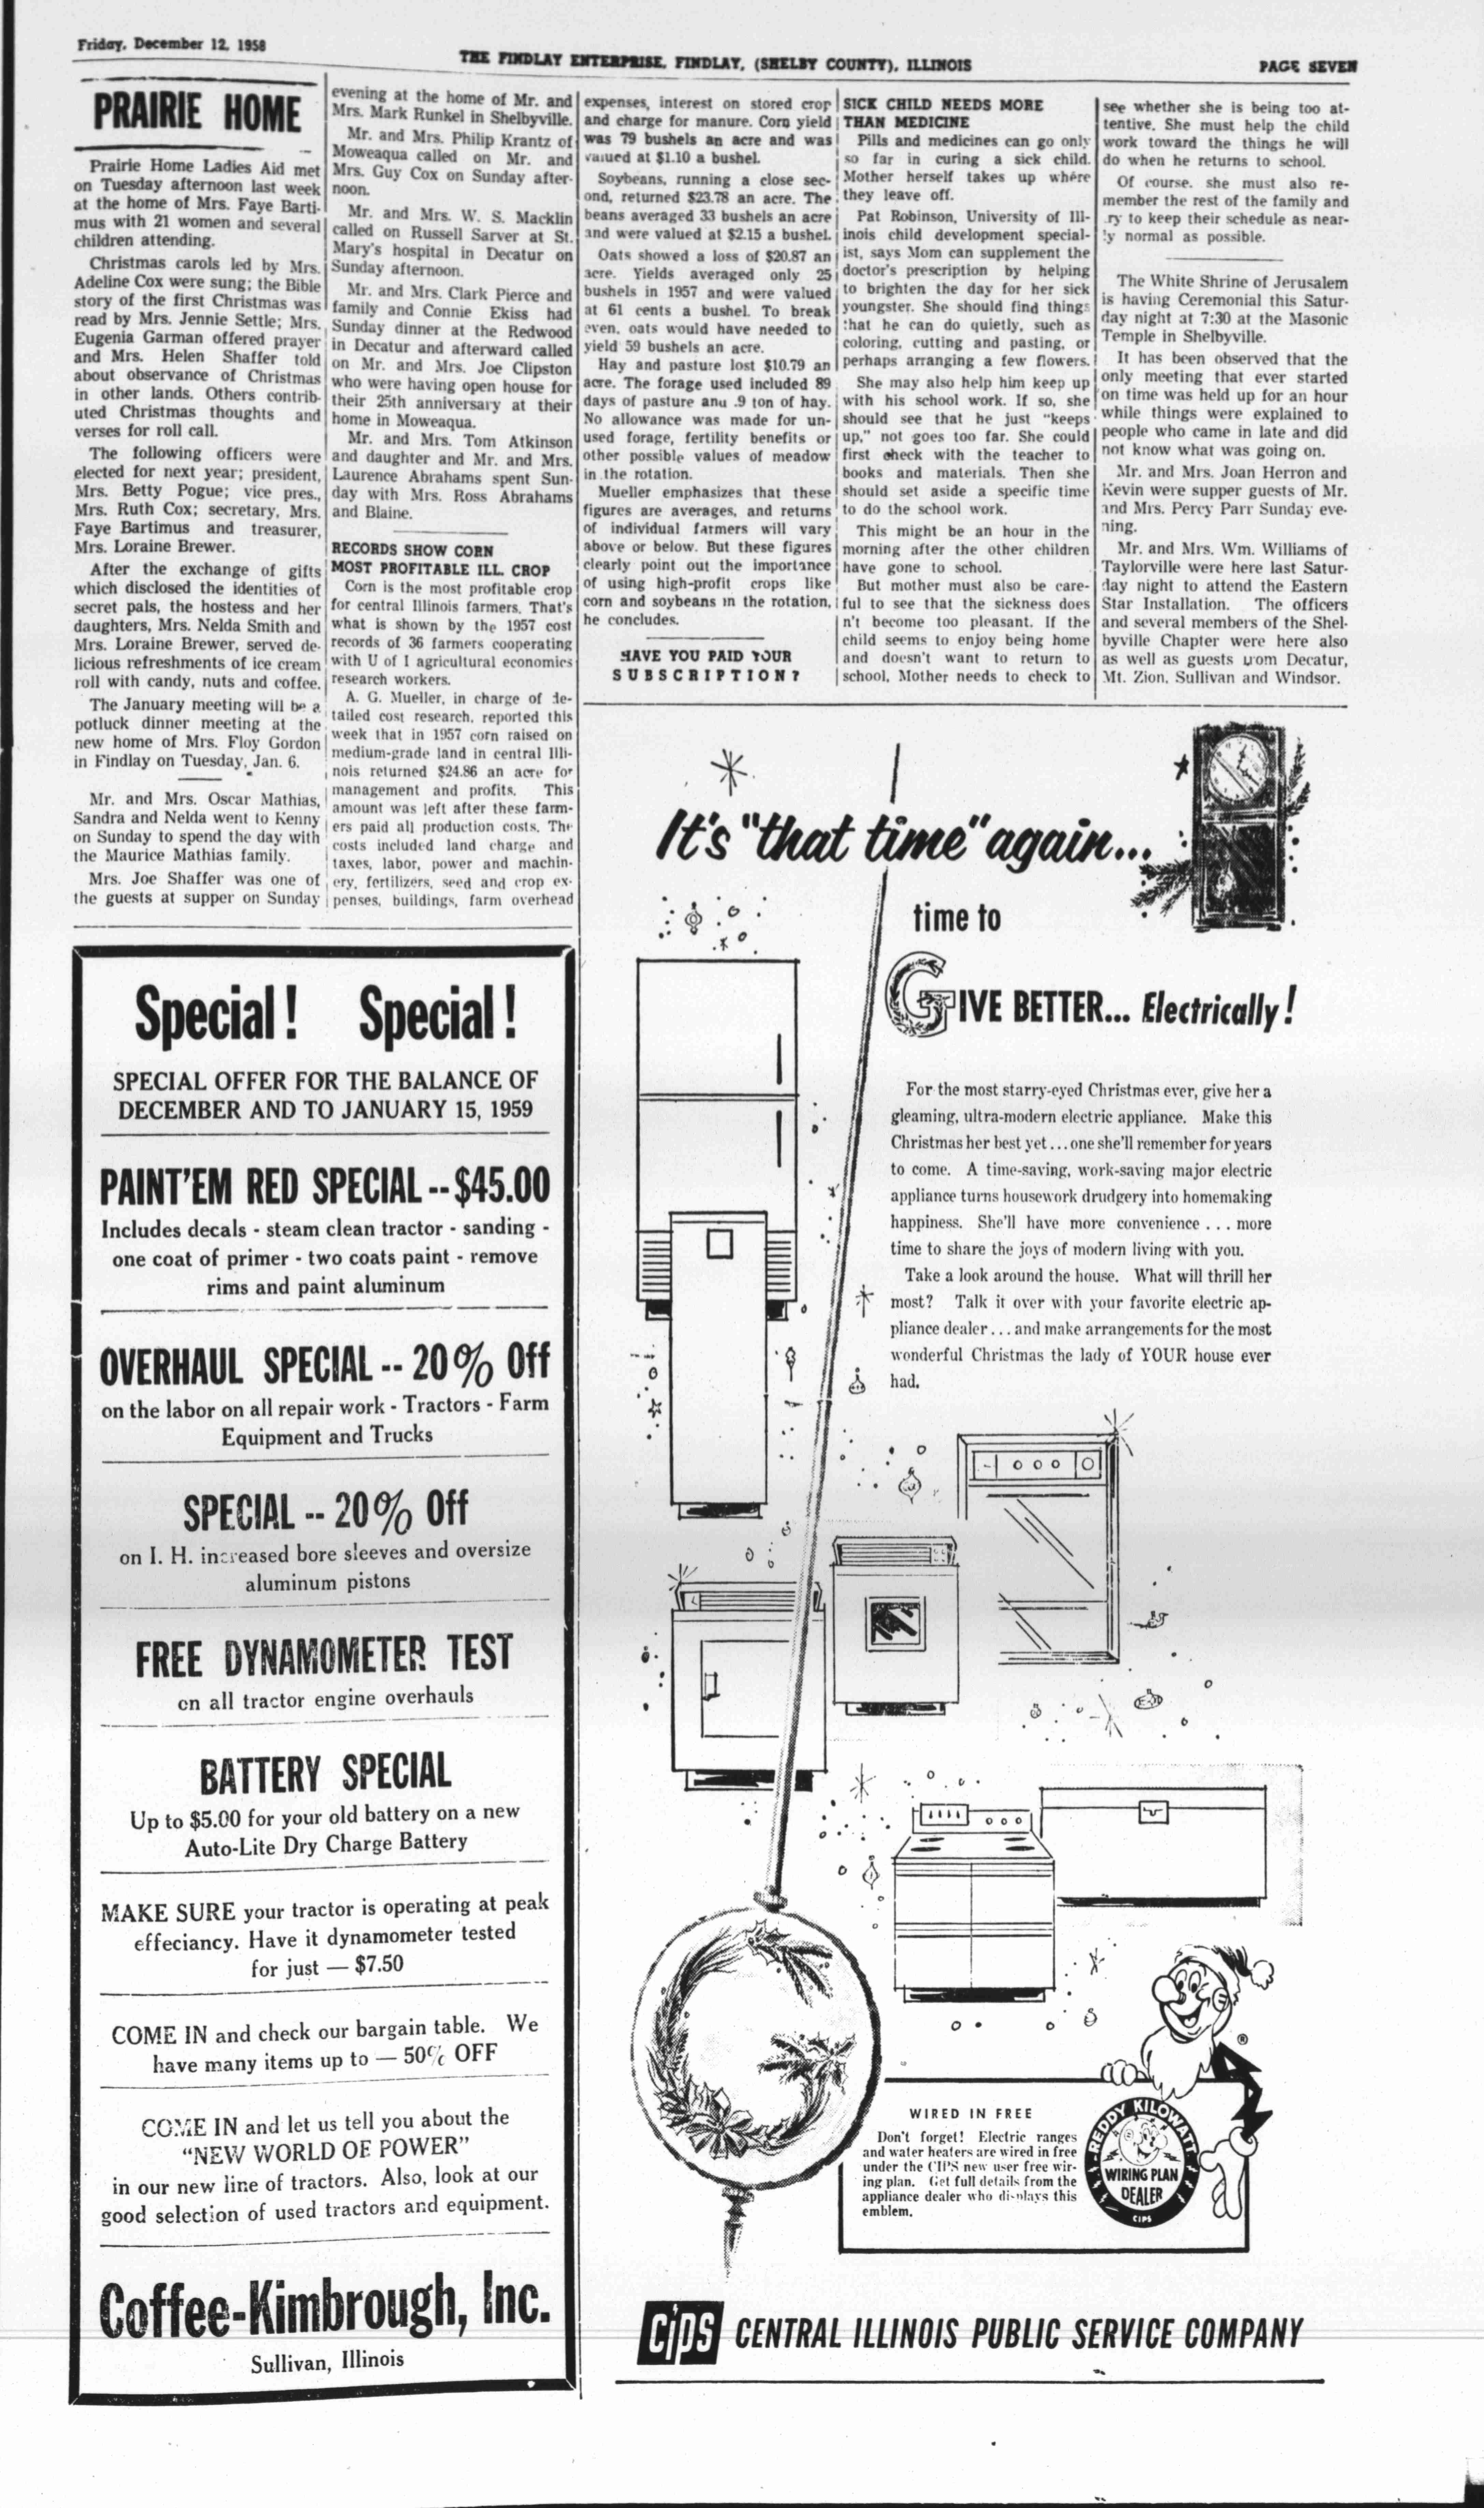 Friday, December 12, 1958
THE FINDLAY ENTERPRISE, FINDLAY, (SHELBY COUNTY), ILLINOIS
PAGE SEVEN
PRAIRIE HOME
Prairie Home Ladies Aid met
on Tuesday afternoon last week
at the home of Mrs. Faye Barti-
mus with 21 women and several
children attending.
Christmas carols led by Mrs.
Adeline Cox were sung; the Bible
story of the first Christmas was
read by Mrs. Jennie Settle; Mrs.
Eugenia Garman offered prayer
and Mrs. Helen Shaffer told
about observance of Christmas
in other lands. Others contrib-
uted Christmas thoughts and
verses for roll call.
The following officers were
elected for next year; president,
Mrs. Betty Pogue; vice pres.,
Mrs. Ruth Cox; secretary, Mrs.
Faye Bartimus and treasurer,
Mrs. Loraine Brewer.
After the exchange of gifts
which disclosed the identities of
secret pals, the hostess and her
daughters, Mrs. Nelda Smith and
Mrs. Loraine Brewer, served de-
licious refreshments of ice cream
roll with candy, nuts and coffee.
The January meeting will be a
potluck dinner meeting at the
new home of Mrs. Floy Gordon
in Findlay on Tuesday, Jan. 6.
Mr. and Mrs. Oscar Mathias,
Sandra and Nelda went to Kenny
on Sunday to spend the day with
the Maurice Mathias family.
Mrs. Joe Shaffer was one of
the guests at supper on Sunday
evening at the home of Mr. and
Mrs. Mark Runkel in Shelbyville.
Mr. and Mrs. Philip Krantz of
Moweaqua called on Mr. and
Mrs. Guy Cox on Sunday after-
noon.
Mr. and Mrs. W. S. Macklin
called on Russell Sarver at St.
Mary's hospital in Decatur on
Sunday afternoon.
Mr. and Mrs. Clark Pierce and
family and Connie Ekiss had
Sunday dinner at the Redwood
in Decatur and afterward called
on Mr. and Mrs. Joe Clipston
who were having open house for
their 25th anniversary at their
home in Moweaqua.
Mr. and Mrs. Tom Atkinson
and daughter and Mr. and Mrs.
Laurence Abrahams spent Sun-
day with Mrs. Ross Abrahams
and Blaine.
RECORDS SHOW CORN
MOST PROFITABLE ILL. CROP
Corn is the most profitable crop
for central Illinois farmers. That's
what is shown by the 1957 cost
records of 36 farmers cooperating
with U of I agricultural economics
research workers.
A. G. Mueller, in charge of de-
tailed cost research, reported this
week that in 1957 corn raised on
medium-grade land in central Illi-
nois returned $24.86 an acre for
management and profits. This
amount was left after these farm-
ers paid all production costs. The
costs included land charge and
taxes, labor, power and machin-
ery, fertilizers, seed and crop ex-
penses, buildings, farm overhead
expenses, interest on stored crop
and charge for manure. Corn yield
was 79 bushels an acre and was
valued at $1.10 a bushel.
Soybeans, running a close sec-
ond, returned $23.78 an acre. The
beans averaged 33 bushels an acre
and were valued at $2.15 a bushel.
Oats showed a loss of $20.87 an
acre. Yields averaged only 25
bushels in 1957 and were valued
at 61 cents a bushel. To break
even, oats would have needed to
yield 59 bushels an acre.
Hay and pasture lost $10.79 an
acre. The forage used included 89
days of pasture and .9 ton of hay.
No allowance was made for un-
used forage, fertility benefits or
other possible values of meadow
in the rotation.
Mueller emphasizes that these
figures are averages, and returns
of individual farmers will vary
above or below. But these figures
clearly point out the importance
of using high-profit crops like
corn and soybeans in the rotation,
he concludes.
HAVE YOU PAID YOUR
SUBSCRIPTION?
SICK CHILD NEEDS MORE
THAN MEDICINE
Pills and medicines can go only
so far in curing a sick child.
Mother herself takes up where
they leave off.
Pat Robinson, University of Ill-
inois child development special-
ist, says Mom can supplement the
doctor's prescription by helping
to brighten the day for her sick
youngster. She should find things
that he can do quietly, such as
coloring, cutting and pasting, or
perhaps arranging a few flowers.
She may also help him keep up
with his school work. If so, she
should see that he just "keeps
up," not goes too far. She could
first check with the teacher to
books and materials. Then she
should set aside a specific time
to do the school work.
This might be an hour in the
morning after the other children
have gone to school.
But mother must also be care-
ful to see that the sickness does
n't become too pleasant. If the
child seems to enjoy being home
and doesn't want to return to
school, Mother needs to check to
see whether she is being too at-
tentive. She must help the child
work toward the things he will
do when he returns to school.
Of course, she must also re-
member the rest of the family and
ry to keep their schedule as near-
ly normal as possible.
The White Shrine of Jerusalem
is having Ceremonial this Satur-
day night at 7:30 at the Masonic
Temple in Shelbyville.
It has been observed that the
only meeting that ever started
on time was held up for an hour
while things were explained to
people who came in late and did
not know what was going on.
Mr. and Mrs. Joan Herron and
Kevin were supper guests of Mr.
and Mrs. Percy Parr Sunday eve-
ning.
Mr. and Mrs. Wm. Williams of
Taylorville were here last Satur-
day night to attend the Eastern
Star Installation. The officers
and several members of the Shel-
byville Chapter were here also
as well as guests from Decatur,
Mt. Zion, Sullivan and Windsor.
Special! Special!
SPECIAL OFFER FOR THE BALANCE OF
DECEMBER AND TO JANUARY 15, 1959
PAINT'EM RED SPECIAL -- $45.00
Includes decals - steam clean tractor - sanding -
one coat of primer - two coats paint - remove
rims and paint aluminum
OVERHAUL SPECIAL -- 20% Off
on the labor on all repair work - Tractors - Farm
Equipment and Trucks
SPECIAL -- 20% Off
on I. H. increased bore sleeves and oversize
aluminum pistons
FREE DYNAMOMETER TEST
on all tractor engine overhauls
BATTERY SPECIAL
Up to $5.00 for your old battery on a new
Auto-Lite Dry Charge Battery
MAKE SURE your tractor is operating at peak
effeciancy. Have it dynamometer tested
for just — $7.50
COME IN and check our bargain table. We
have many items up to — 50% OFF
COME IN and let us tell you about the
"NEW WORLD OF POWER"
in our new line of tractors. Also, look at our
good selection of used tractors and equipment.
Coffee-Kimbrough, Inc.
Sullivan, Illinois
It's "that time" again...
time to
GIVE BETTER... Electrically!
For the most starry-eyed Christmas ever, give her a
gleaming, ultra-modern electric appliance. Make this
Christmas her best yet...one she'll remember for years
to come. A time-saving, work-saving major electric
appliance turns housework drudgery into homemaking
happiness. She'll have more convenience . . . more
time to share the joys of modern living with you.
Take a look around the house. What will thrill her
most? Talk it over with your favorite electric ap-
pliance dealer...and make arrangements for the most
wonderful Christmas the lady of YOUR house ever
had.
®
WIRED IN FREE
Don't forget! Electric ranges
and water heaters are wired in free
under the CIPS new user free wir-
ing plan. Get full details from the
appliance dealer who displays this
emblem.
REDDY KILOWATT
WIRING PLAN
DEALER
CIPS
CIPS CENTRAL ILLINOIS PUBLIC SERVICE COMPANY